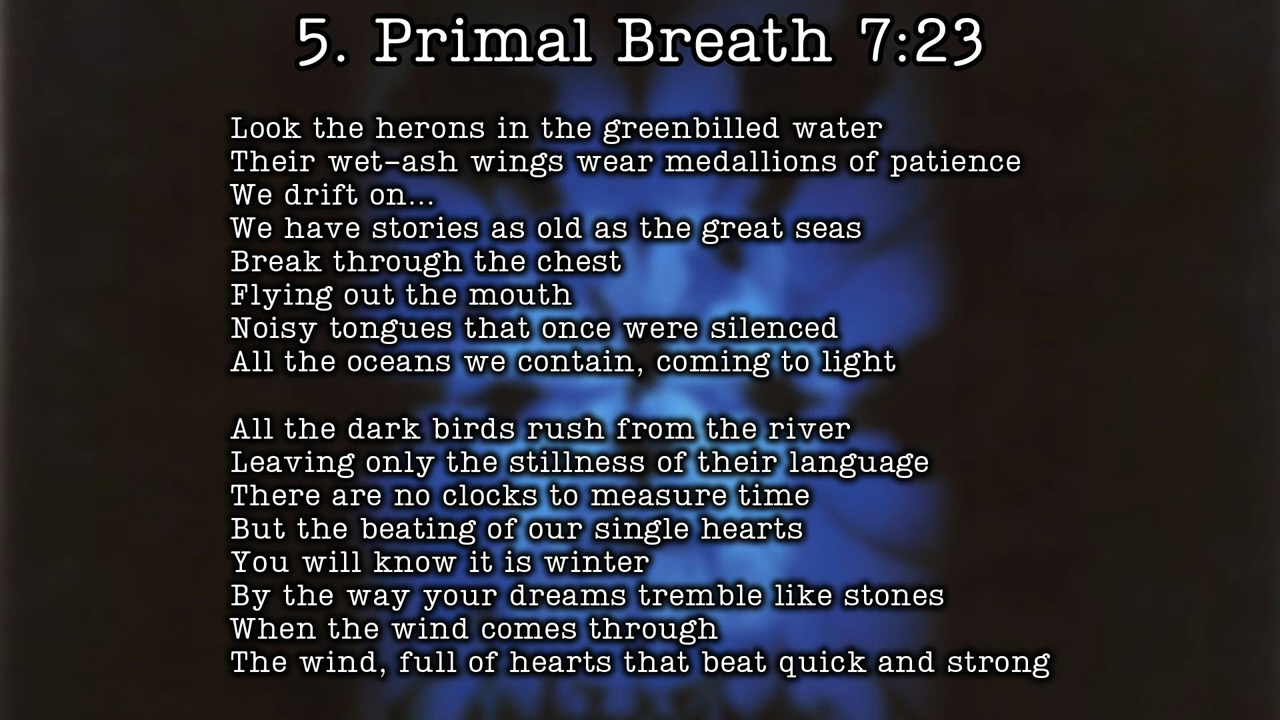 5. Primal Breath 7:23
Look the herons in the greenbilled water
Their wet-ash wings wear medallions of patience
We drift on...
We have stories as old as the great seas
Break through the chest
Flying out the mouth
Noisy tongues that once were silenced
All the oceans we contain, coming to light
All the dark birds rush from the river
Leaving only the stillness of their language
There are no clocks to measure time
But the beating of our single hearts
You will know it is winter
By the way your dreams tremble like stones
When the wind comes through
The wind, full of hearts that beat quick and strong